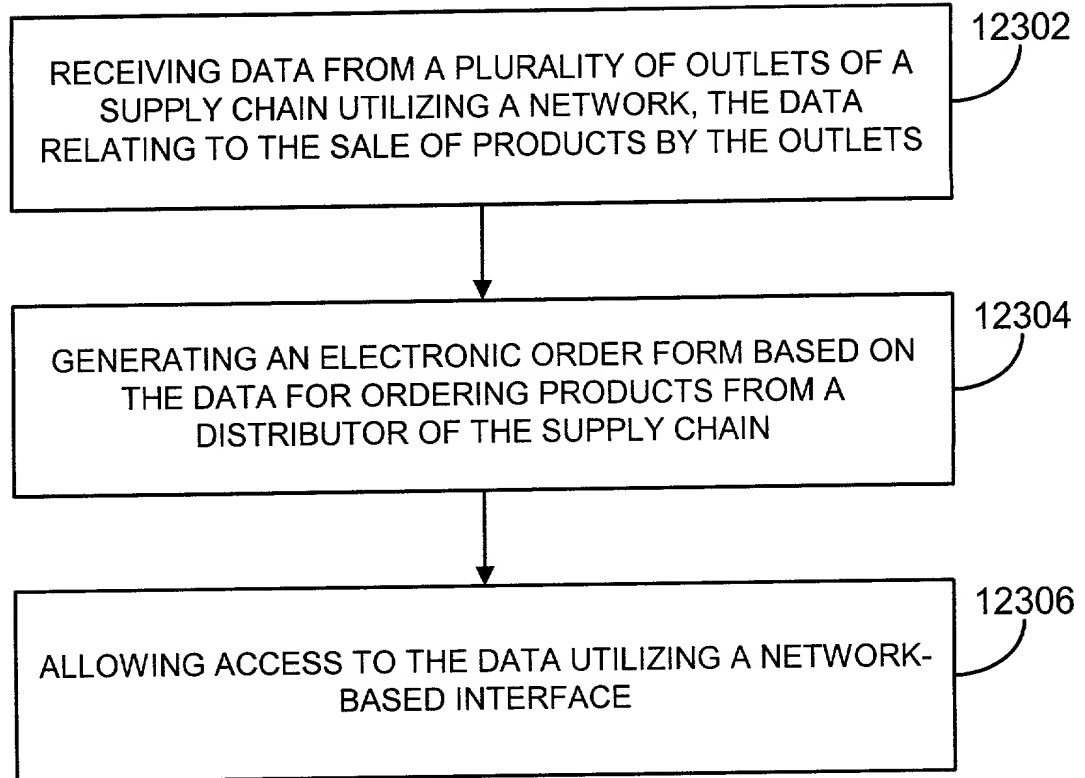 12302
RECEIVING DATA FROM A PLURALITY OF OUTLETS OF A
SUPPLY CHAIN UTILIZING A NETWORK, THE DATA
RELATING TO THE SALE OF PRODUCTS BY THE OUTLETS
12304
GENERATING AN ELECTRONIC ORDER FORM BASED ON
THE DATA FOR ORDERING PRODUCTS FROM A
DISTRIBUTOR OF THE SUPPLY CHAIN
12306
ALLOWING ACCESS TO THE DATA UTILIZING A NETWORK-
BASED INTERFACE